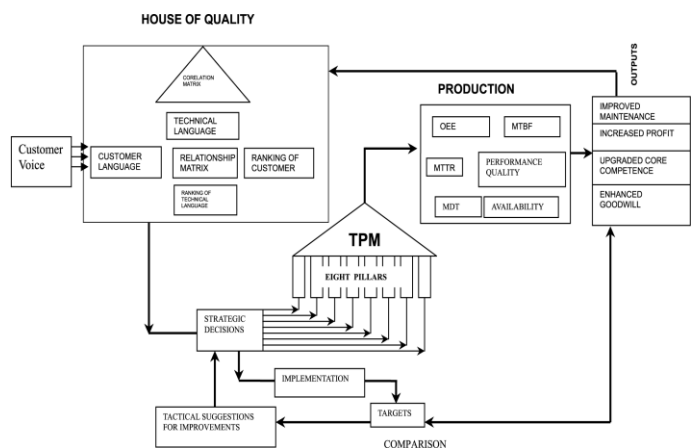 HOUSE OF QUALITY
CORELATION
MATRIX
TECHNICAL
LANGUAGE
Customer
Voice
CUSTOMER
LANGUAGE
RELATIONSHIP
MATRIX
RANKING OF
CUSTOMER
RANKING OF
TECHNICAL
LANGUAGE
PRODUCTION
OEE
MTBF
MTTR
PERFORMANCE
QUALITY
MDT
AVAILABILITY
OUTPUTS
IMPROVED
MAINTENANCE
INCREASED PROFIT
UPGRADED CORE
COMPETENCE
ENHANCED
GOODWILL
TPM
EIGHT PILLARS
STRATEGIC
DECISIONS
IMPLEMENTATION
TACTICAL SUGGESTIONS
FOR IMPROVEMENTS
TARGETS
COMPARISON